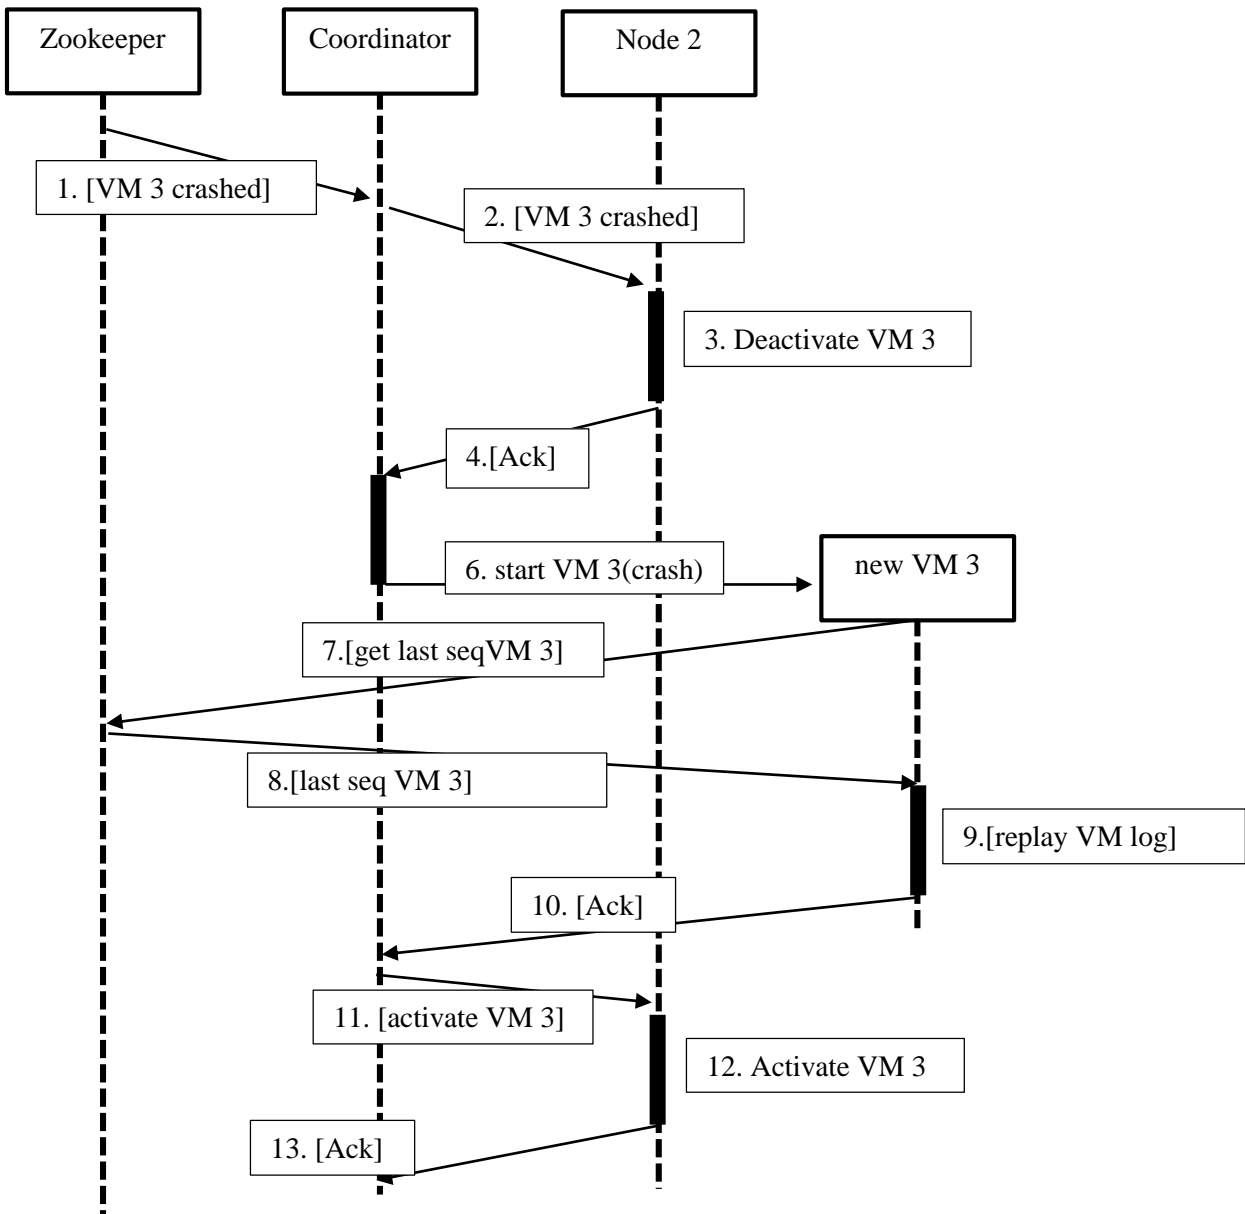 Zookeeper
Coordinator
Node 2
1. [VM 3 crashed]
2. [VM 3 crashed]
3. Deactivate VM 3
4.[Ack]
6. start VM 3(crash)
new VM 3
7.[get last seqVM 3]
8.[last seq VM 3]
9.[replay VM log]
10. [Ack]
11. [activate VM 3]
12. Activate VM 3
13. [Ack]